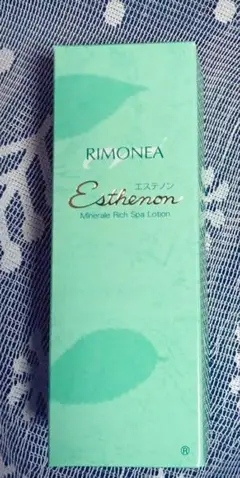 RIMONEA
エステノン
Esthenon
Minerale Rich Spa Lotion
®